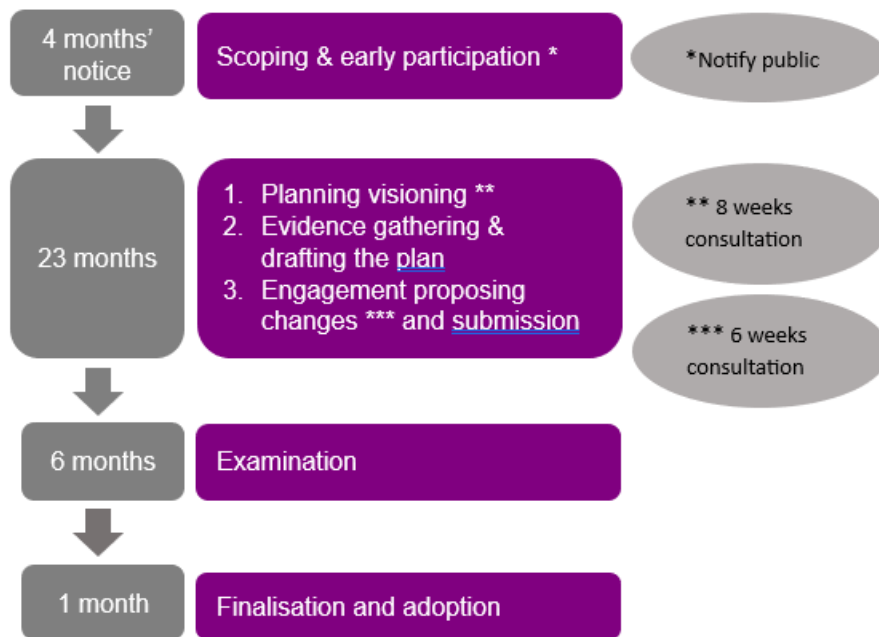 4 months'
notice
Scoping & early participation *
*Notify public
23 months
1. Planning visioning **
2. Evidence gathering &
drafting the plan
3. Engagement proposing
changes *** and submission
** 8 weeks
consultation
*** 6 weeks
consultation
6 months
Examination
1 month
Finalisation and adoption